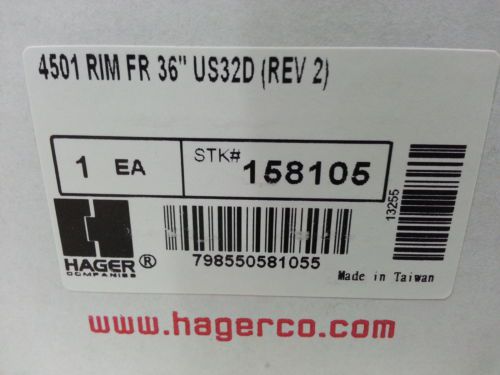 4501 RIM FR 36" US32D (REV 2)
1 EA
STK# 158105
13255
HAGER ®
COMPANIES
798550581055
Made in Taiwan
www.hagerco.com